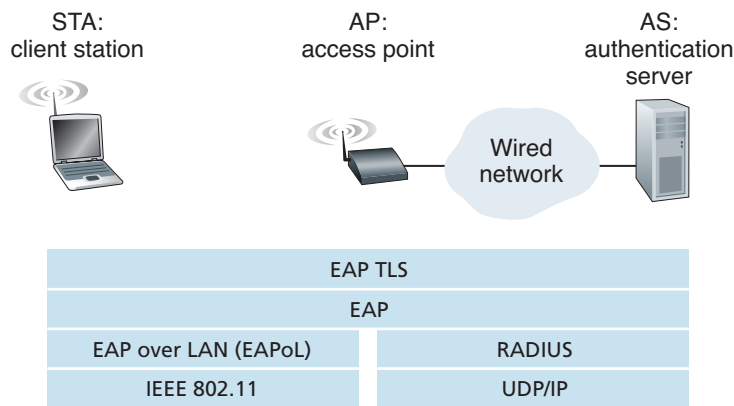 STA:
client station
AP:
access point
AS:
authentication
server
Wired
network
EAP TLS
EAP
EAP over LAN (EAPoL)
RADIUS
IEEE 802.11
UDP/IP